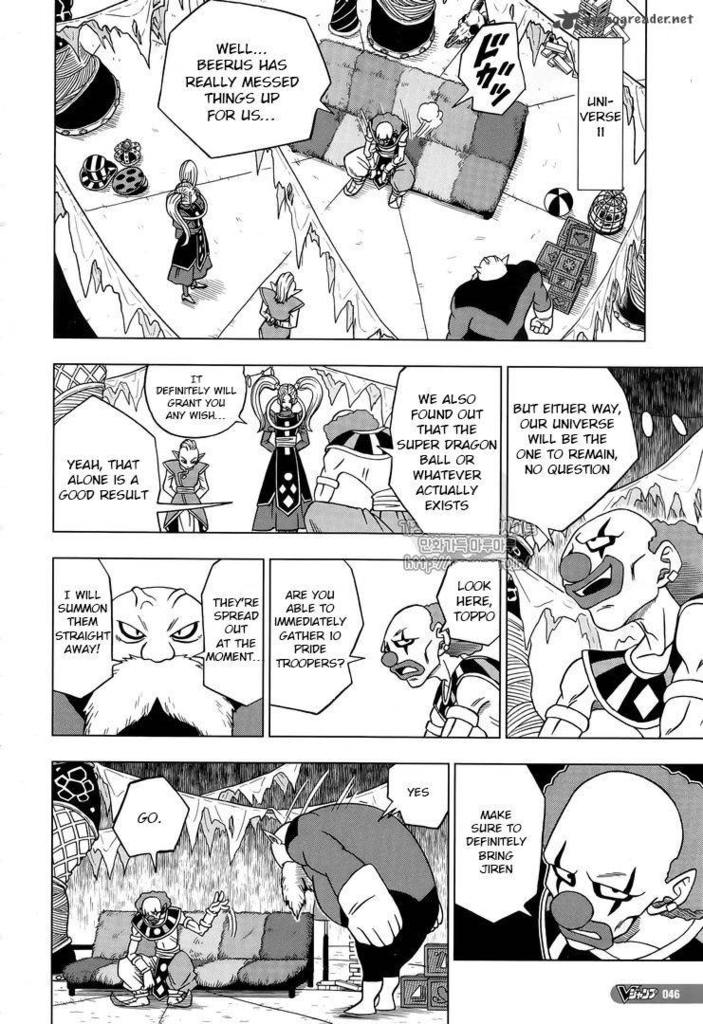 UNI-
VERSE
11
WELL...
BEERUS HAS
REALLY MESSED
THINGS UP
FOR US...
ドカッ
BUT EITHER WAY,
OUR UNIVERSE
WILL BE THE
ONE TO REMAIN,
NO QUESTION
WE ALSO
FOUND OUT
THAT THE
SUPER DRAGON
BALL OR
WHATEVER
ACTUALLY
EXISTS
IT
DEFINITELY WILL
GRANT YOU
ANY WISH...
YEAH, THAT
ALONE IS A
GOOD RESULT
LOOK
HERE,
TOPPO
ARE YOU
ABLE TO
IMMEDIATELY
GATHER 10
PRIDE
TROOPERS?
THEY'RE
SPREAD
OUT
AT THE
MOMENT...
I WILL
SUMMON
THEM
STRAIGHT
AWAY!
MAKE
SURE TO
DEFINITELY
BRING
JIREN
YES
GO.
Vジャンプ 046